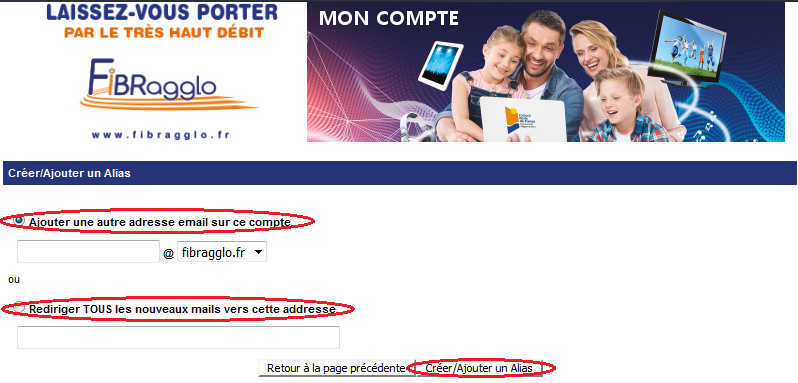 LAISSEZ-VOUS PORTER
PAR LE TRÈS HAUT DÉBIT
FiBRagglo
www.fibragglo.fr
MON COMPTE
Créer/Ajouter un Alias
Ajouter une autre adresse email sur ce compte
@ fibragglo.fr
ou
Rediriger TOUS les nouveaux mails vers cette addresse
Retour à la page précédente Créer/Ajouter un Alias